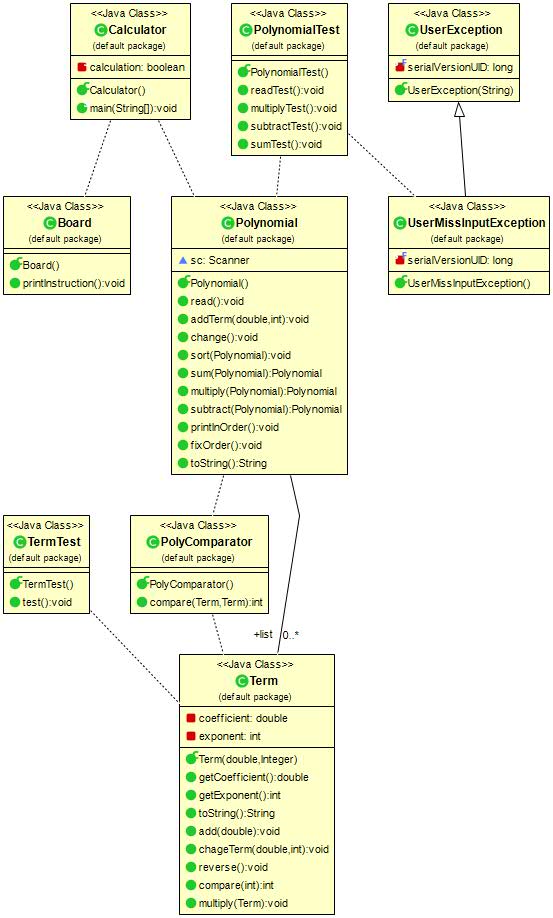 <<Java Class>>
Calculator
(default package)
calculation: boolean
Calculator()
main(String[]):void
<<Java Class>>
PolynomialTest
(default package)
PolynomialTest()
readTest():void
multiplyTest():void
subtractTest():void
sumTest():void
<<Java Class>>
UserException
(default package)
serialVersionUID: long
UserException(String)
<<Java Class>>
Board
(default package)
Board()
printInstruction():void
<<Java Class>>
Polynomial
(default package)
sc: Scanner
Polynomial()
read():void
addTerm(double,int):void
change():void
sort(Polynomial):void
sum(Polynomial):Polynomial
multiply(Polynomial):Polynomial
subtract(Polynomial):Polynomial
printInOrder():void
fixOrder():void
toString():String
<<Java Class>>
UserMissInputException
(default package)
serialVersionUID: long
UserMissInputException()
<<Java Class>>
TermTest
(default package)
TermTest()
test():void
<<Java Class>>
PolyComparator
(default package)
PolyComparator()
compare(Term,Term):int
+list 0..*
<<Java Class>>
Term
(default package)
coefficient: double
exponent: int
Term(double,Integer)
getCoefficient():double
getExponent():int
toString():String
add(double):void
chageTerm(double,int):void
reverse():void
compare(int):int
multiply(Term):void